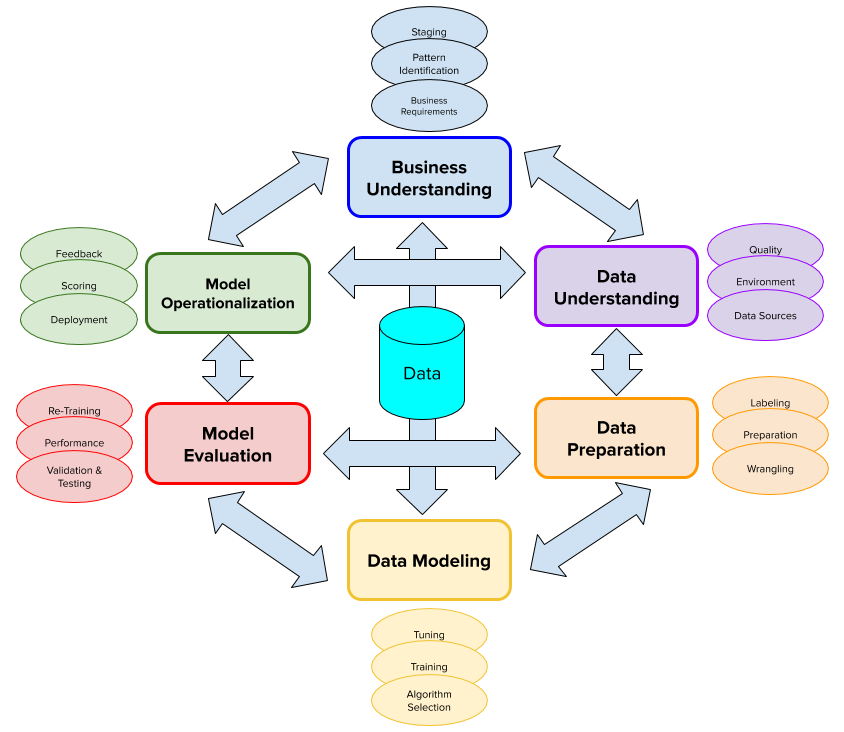 Staging
Pattern
Identification
Business
Requirements
Business
Understanding
Feedback
Scoring
Deployment
Model
Operationalization
Data
Understanding
Quality
Environment
Data Sources
Data
Re-Training
Performance
Validation &
Testing
Model
Evaluation
Data
Preparation
Labeling
Preparation
Wrangling
Data Modeling
Tuning
Training
Algorithm
Selection